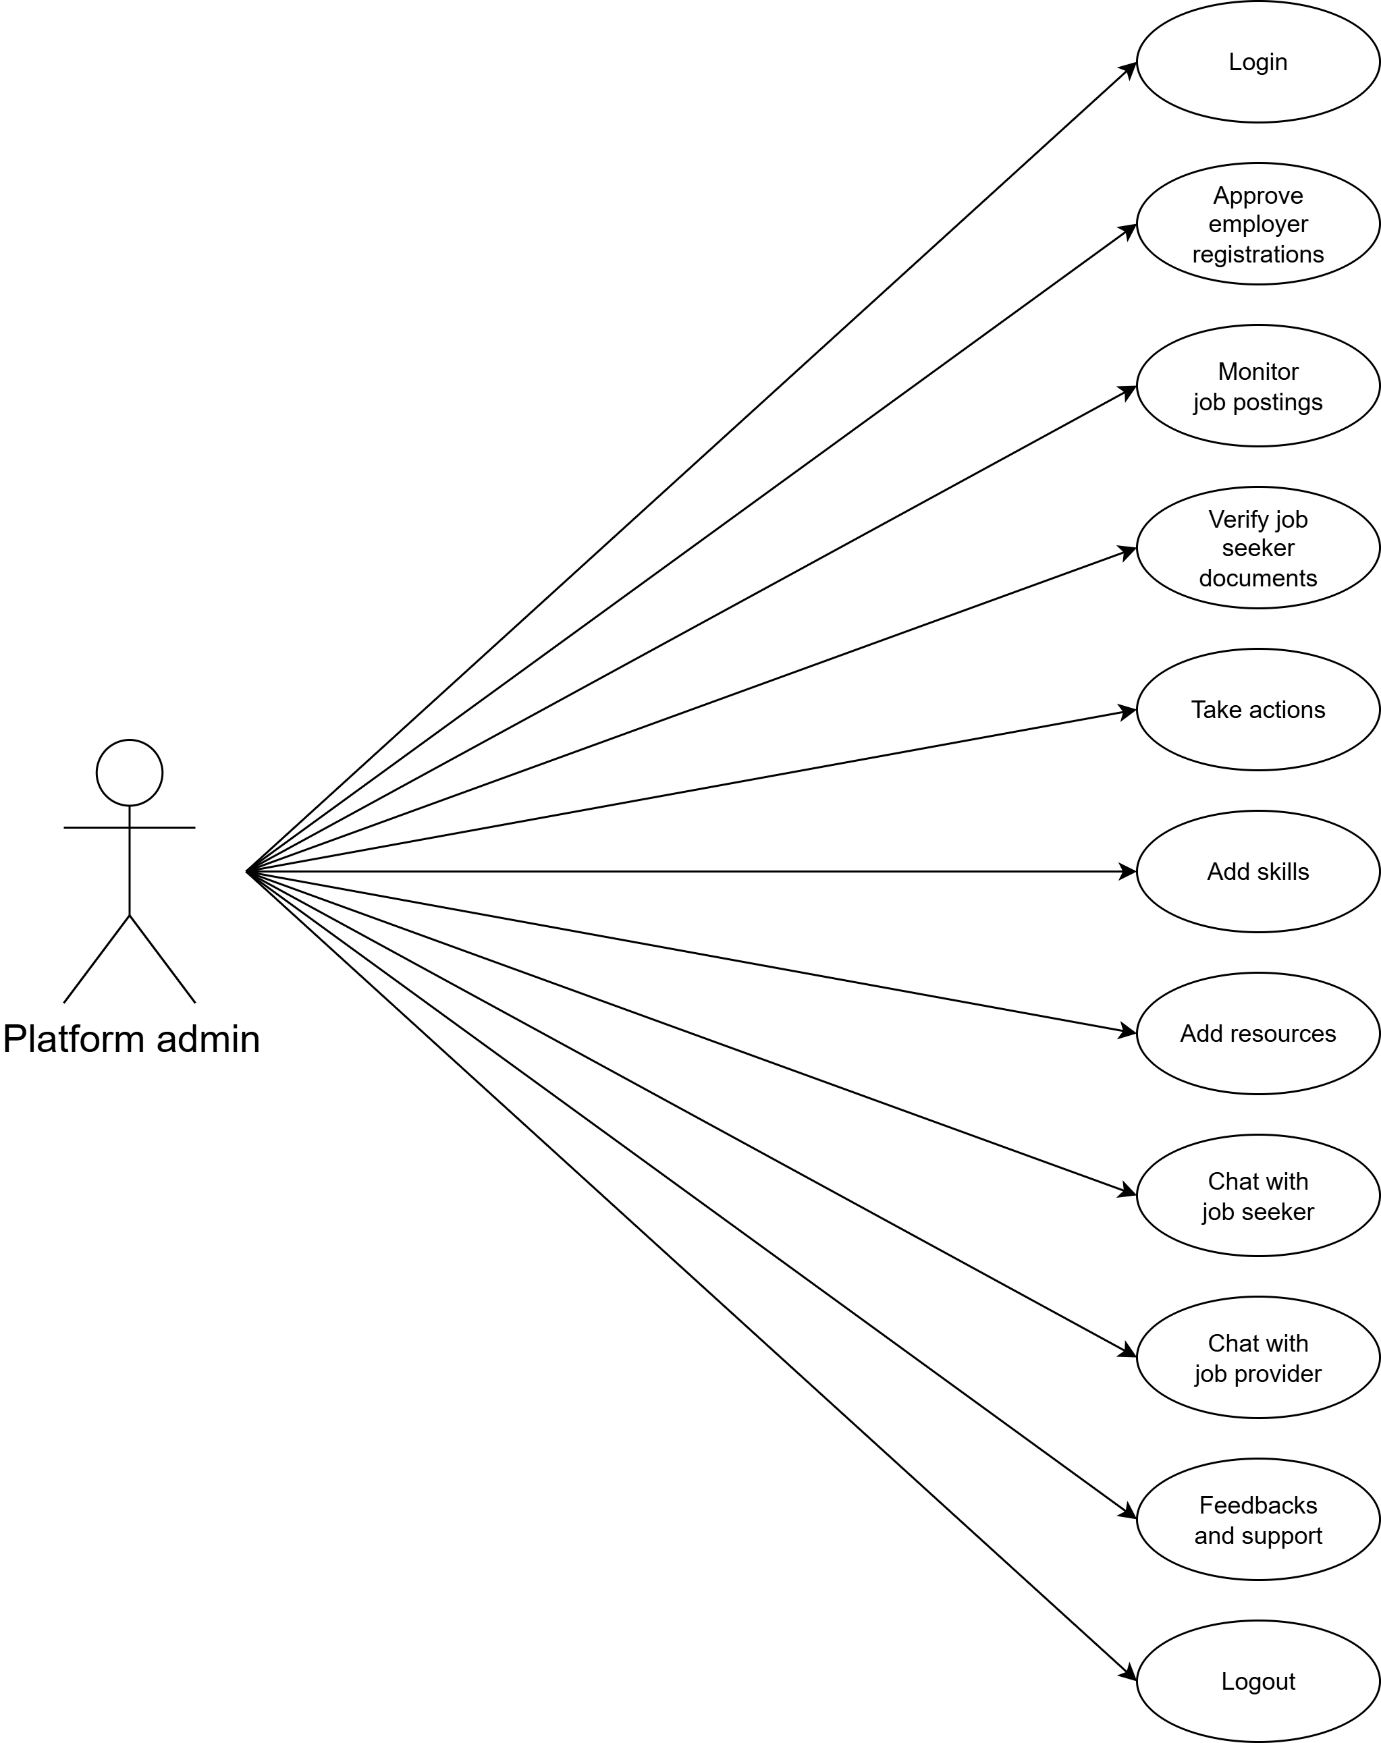 Login
Approve
employer
registrations
Monitor
job postings
Verify job
seeker
documents
Take actions
Add skills
Platform admin
Add resources
Chat with
job seeker
Chat with
job provider
Feedbacks
and support
Logout